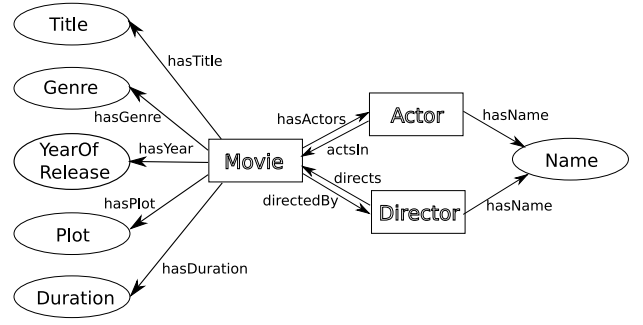 Title
hasTitle
Genre
hasGenre
hasActors
Actor
hasName
YearOf
Release
hasYear
Movie
actsIn
Name
directs
hasPlot
directedBy
Director
hasName
Plot
hasDuration
Duration